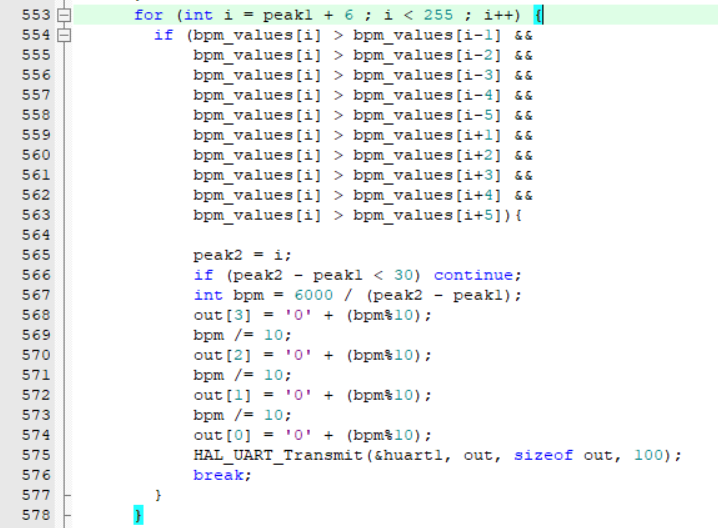 553 for (int i = peak1 + 6 ; i < 255 ; i++) {
554 if (bpm_values[i] > bpm_values[i-1] &&
555 bpm_values[i] > bpm_values[i-2] &&
556 bpm_values[i] > bpm_values[i-3] &&
557 bpm_values[i] > bpm_values[i-4] &&
558 bpm_values[i] > bpm_values[i-5] &&
559 bpm_values[i] > bpm_values[i+1] &&
560 bpm_values[i] > bpm_values[i+2] &&
561 bpm_values[i] > bpm_values[i+3] &&
562 bpm_values[i] > bpm_values[i+4] &&
563 bpm_values[i] > bpm_values[i+5]){
564
565 peak2 = i;
566 if (peak2 - peak1 < 30) continue;
567 int bpm = 6000 / (peak2 - peak1);
568 out[3] = '0' + (bpm%10);
569 bpm /= 10;
570 out[2] = '0' + (bpm%10);
571 bpm /= 10;
572 out[1] = '0' + (bpm%10);
573 bpm /= 10;
574 out[0] = '0' + (bpm%10);
575 HAL_UART_Transmit(&huart1, out, sizeof out, 100);
576 break;
577 }
578 }